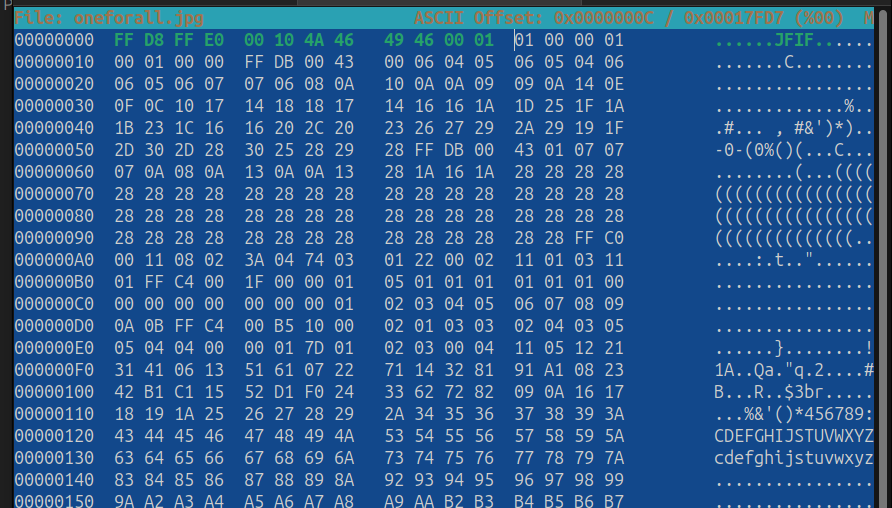 File: oneforall.jpg ASCII Offset: 0x0000000C / 0x00017FD7 (%00) M
00000000 FF D8 FF E0 00 10 4A 46 49 46 00 01 01 00 00 01 ......JFIF......
00000010 00 01 00 00 FF DB 00 43 00 06 04 05 06 05 04 06 .......C........
00000020 06 05 06 07 07 06 08 0A 10 0A 0A 09 09 0A 14 0E ................
00000030 0F 0C 10 17 14 18 18 17 14 16 16 1A 1D 25 1F 1A .............%..
00000040 1B 23 1C 16 16 20 2C 20 23 26 27 29 2A 29 19 1F .#... , #&')*)..
00000050 2D 30 2D 28 30 25 28 29 28 FF DB 00 43 01 07 07 -0-(0%()(...C...
00000060 07 0A 08 0A 13 0A 0A 13 28 1A 16 1A 28 28 28 28 ........(...((((
00000070 28 28 28 28 28 28 28 28 28 28 28 28 28 28 28 28 ((((((((((((((((
00000080 28 28 28 28 28 28 28 28 28 28 28 28 28 28 28 28 ((((((((((((((((
00000090 28 28 28 28 28 28 28 28 28 28 28 28 28 28 FF C0 ((((((((((((((..
000000A0 00 11 08 02 3A 04 74 03 01 22 00 02 11 01 03 11 ....:.t.."......
000000B0 01 FF C4 00 1F 00 00 01 05 01 01 01 01 01 01 00 ................
000000C0 00 00 00 00 00 00 00 01 02 03 04 05 06 07 08 09 ................
000000D0 0A 0B FF C4 00 B5 10 00 02 01 03 03 02 04 03 05 ................
000000E0 05 04 04 00 00 01 7D 01 02 03 00 04 11 05 12 21 ......}........!
000000F0 31 41 06 13 51 61 07 22 71 14 32 81 91 A1 08 23 1A..Qa."q.2....#
00000100 42 B1 C1 15 52 D1 F0 24 33 62 72 82 09 0A 16 17 B...R..$3br.....
00000110 18 19 1A 25 26 27 28 29 2A 34 35 36 37 38 39 3A ...%&'()*456789:
00000120 43 44 45 46 47 48 49 4A 53 54 55 56 57 58 59 5A CDEFGHIJSTUVWXYZ
00000130 63 64 65 66 67 68 69 6A 73 74 75 76 77 78 79 7A cdefghijstuvwxyz
00000140 83 84 85 86 87 88 89 8A 92 93 94 95 96 97 98 99 ................
00000150 9A A2 A3 A4 A5 A6 A7 A8 A9 AA B2 B3 B4 B5 B6 B7 ................